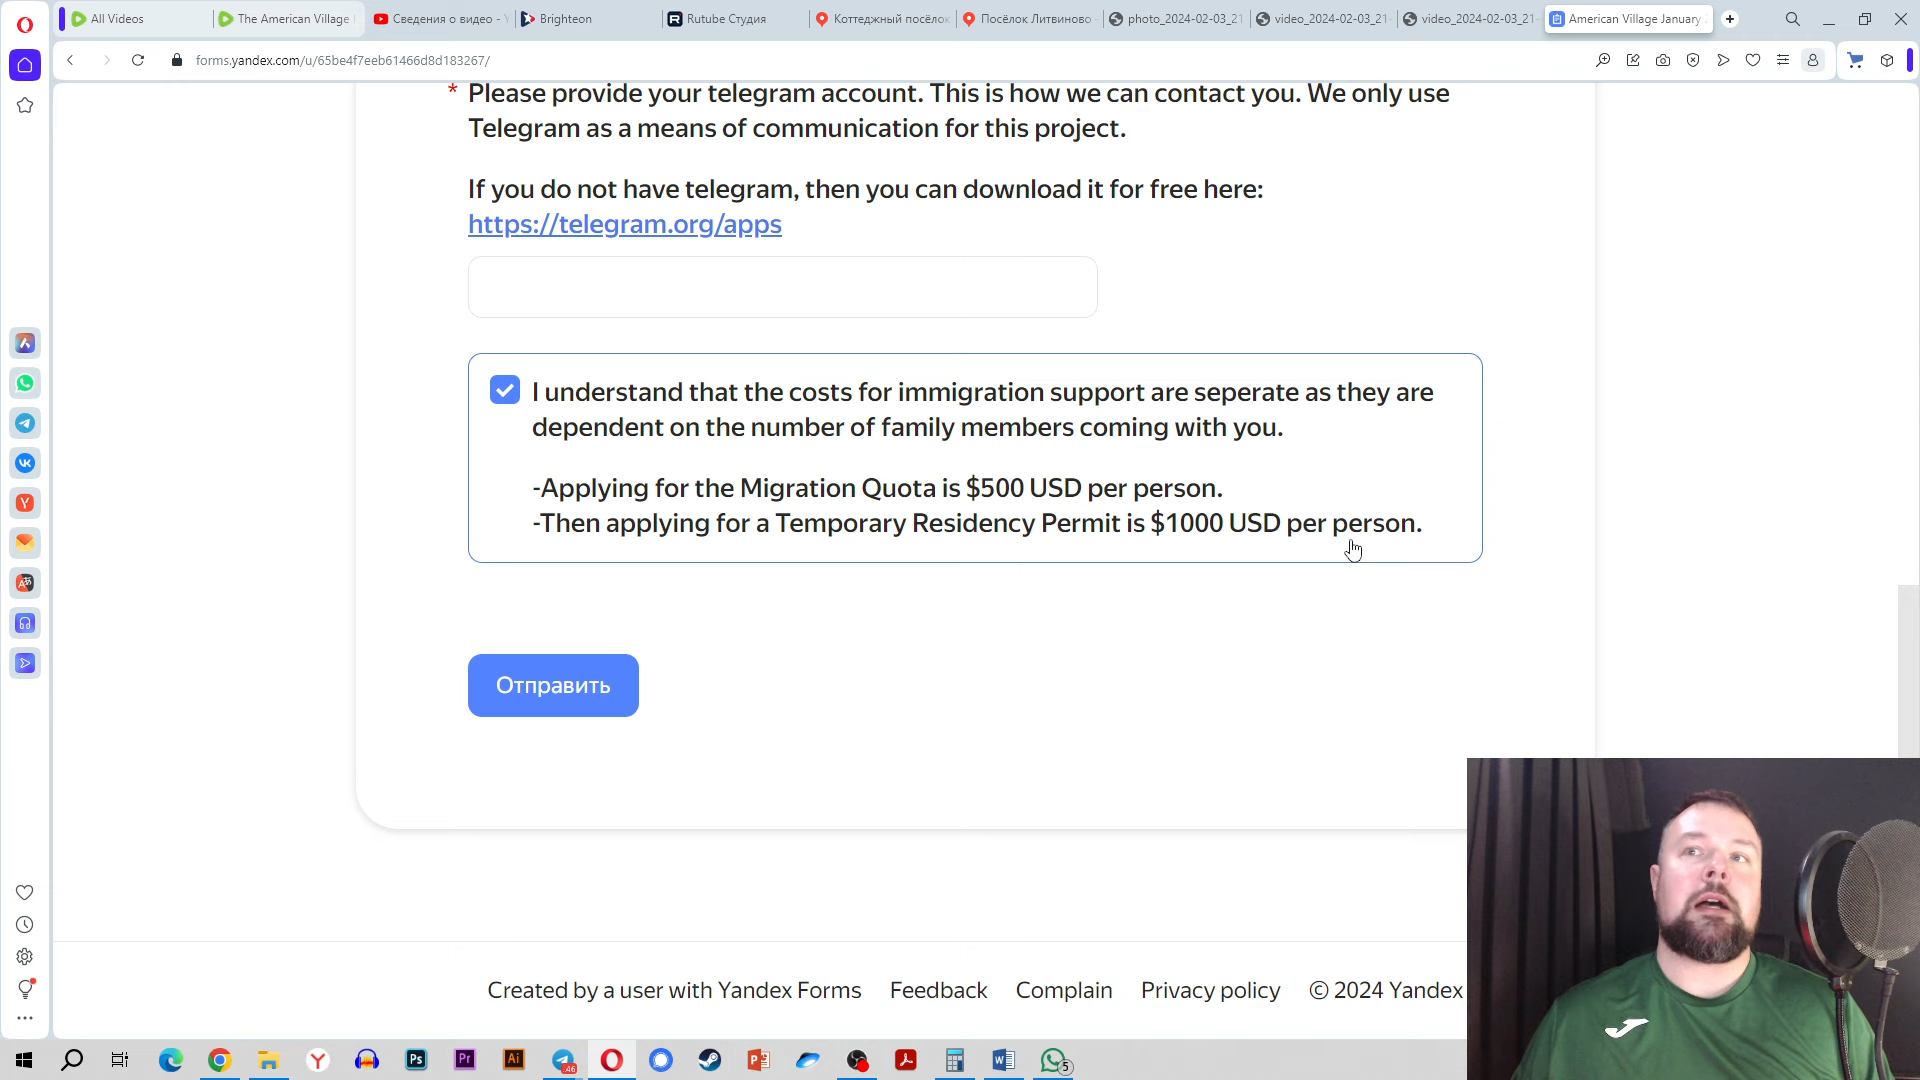 All Videos
The American Village
Сведения о видео - Y
Brighteon
Rutube Студия
Коттеджный посёлок
Посёлок Литвиново
photo_2024-02-03_21
video_2024-02-03_21-
video_2024-02-03_21-
American Village January
forms.yandex.com/u/65be4f7eeb61466d8d183267/
* Please provide your telegram account. This is how we can contact you. We only use
Telegram as a means of communication for this project.
If you do not have telegram, then you can download it for free here:
https://telegram.org/apps
I understand that the costs for immigration support are seperate as they are
dependent on the number of family members coming with you.
-Applying for the Migration Quota is $500 USD per person.
-Then applying for a Temporary Residency Permit is $1000 USD per person.
Отправить
Created by a user with Yandex Forms
Feedback
Complain
Privacy policy
© 2024 Yandex
Ps
Pr
Ai
46
5